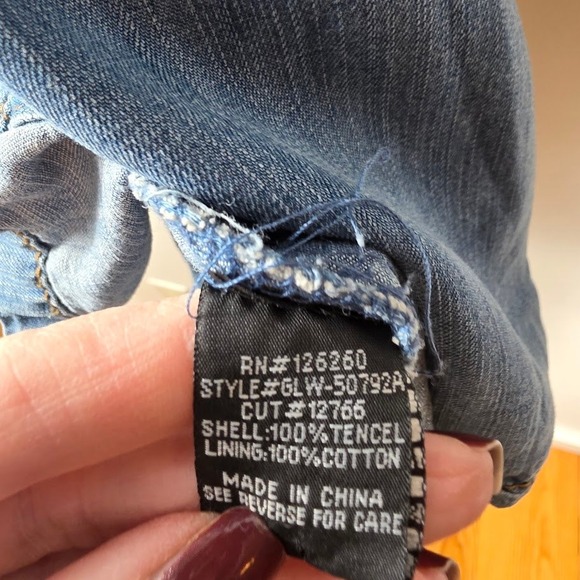 RN#126260
STYLE#GLW-50792A
CUT#12766
SHELL:100%TENCEL
LINING:100%COTTON
MADE IN CHINA
SEE REVERSE FOR CARE